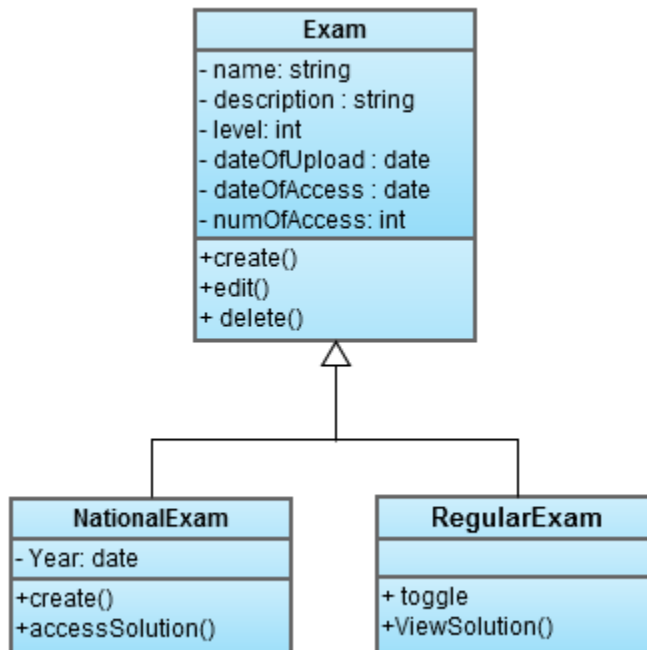 Exam
- name: string
- description : string
- level: int
- dateOfUpload : date
- dateOfAccess : date
- numOfAccess: int
+create()
+edit()
+ delete()
NationalExam
- Year: date
+create()
+accessSolution()
RegularExam
+ toggle
+ViewSolution()